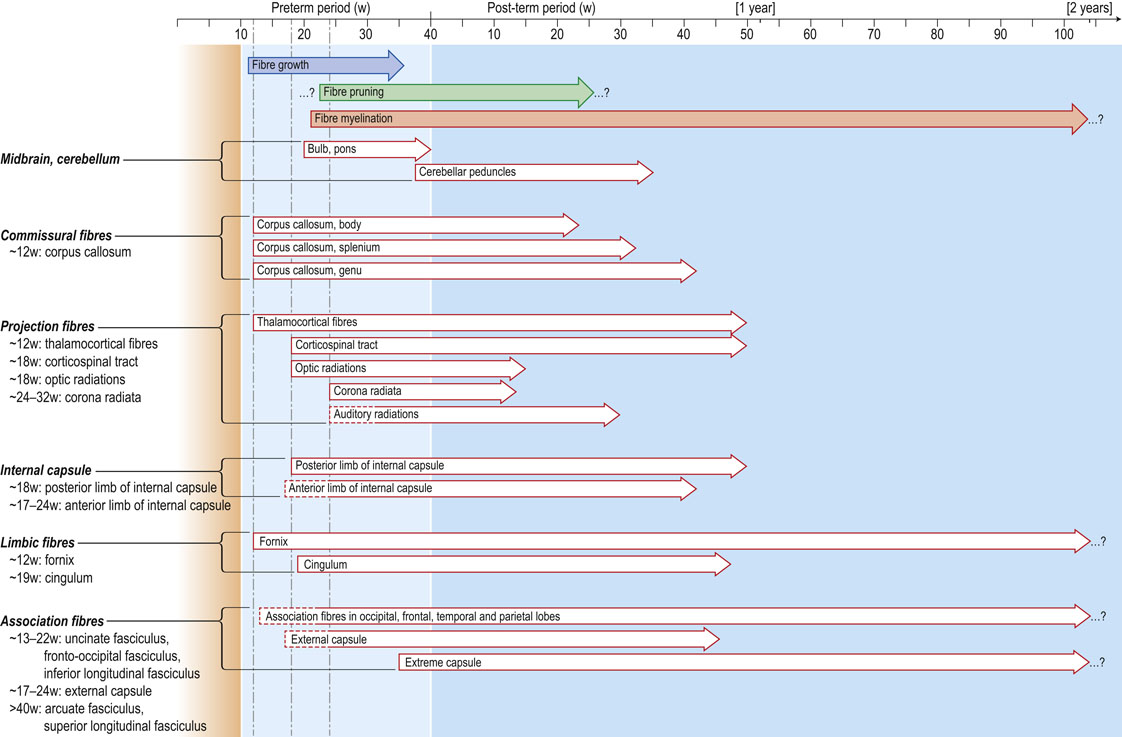 Preterm period (w) Post-term period (w) [1 year] [2 years]
10 20 30 40 10 20 30 40 50 60 70 80 90 100
Fibre growth
...? Fibre pruning ...?
Fibre myelination ...?
Midbrain, cerebellum
Bulb, pons
Cerebellar peduncles
Commissural fibres
~12w: corpus callosum
Corpus callosum, body
Corpus callosum, splenium
Corpus callosum, genu
Projection fibres
~12w: thalamocortical fibres
~18w: corticospinal tract
~18w: optic radiations
~24–32w: corona radiata
Thalamocortical fibres
Corticospinal tract
Optic radiations
Corona radiata
Auditory radiations
Internal capsule
~18w: posterior limb of internal capsule
~17–24w: anterior limb of internal capsule
Posterior limb of internal capsule
Anterior limb of internal capsule
Limbic fibres
~12w: fornix
~19w: cingulum
Fornix ...?
Cingulum
Association fibres
~13–22w: uncinate fasciculus,
fronto-occipital fasciculus,
inferior longitudinal fasciculus
~17–24w: external capsule
>40w: arcuate fasciculus,
superior longitudinal fasciculus
Association fibres in occipital, frontal, temporal and parietal lobes ...?
External capsule
Extreme capsule ...?